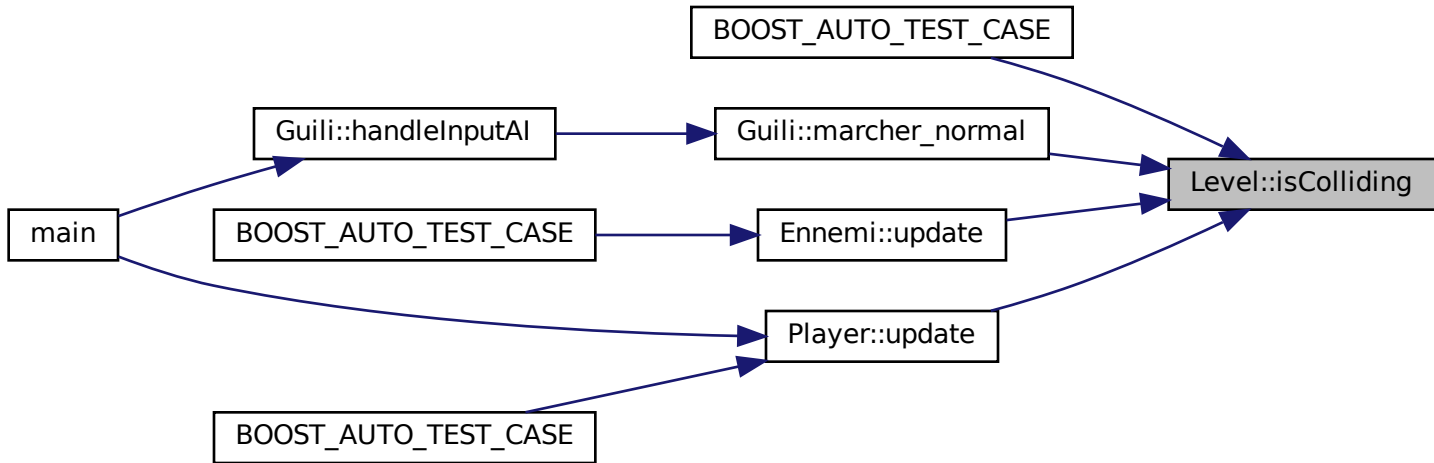 BOOST_AUTO_TEST_CASE
Guili::handleInputAI
Guili::marcher_normal
Level::isColliding
main
BOOST_AUTO_TEST_CASE
Ennemi::update
Player::update
BOOST_AUTO_TEST_CASE